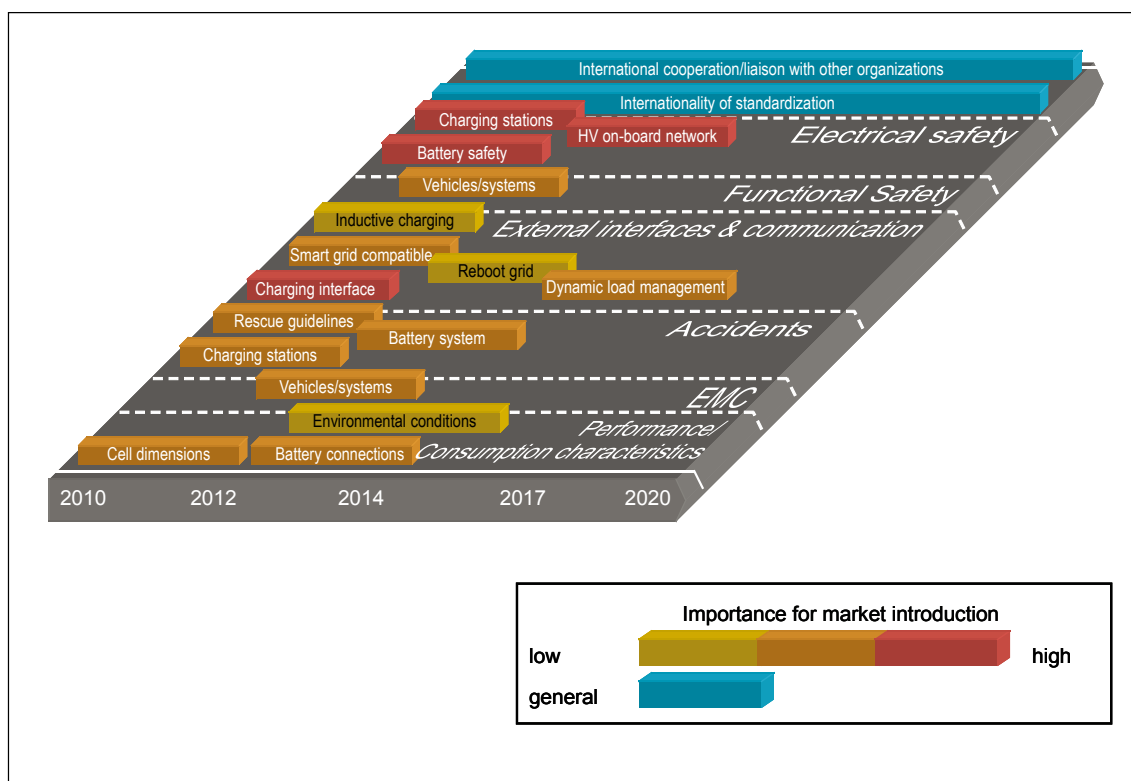 International cooperation/liaison with other organizations
Internationality of standardization
Charging stations
HV on-board network
Electrical safety
Battery safety
Vehicles/systems
Functional Safety
Inductive charging
External interfaces & communication
Smart grid compatible
Reboot grid
Charging interface
Dynamic load management
Rescue guidelines
Accidents
Battery system
Charging stations
Vehicles/systems
EMC
Environmental conditions
Performance/
Consumption characteristics
Cell dimensions
Battery connections
2010 2012 2014 2017 2020
Importance for market introduction
low high
general